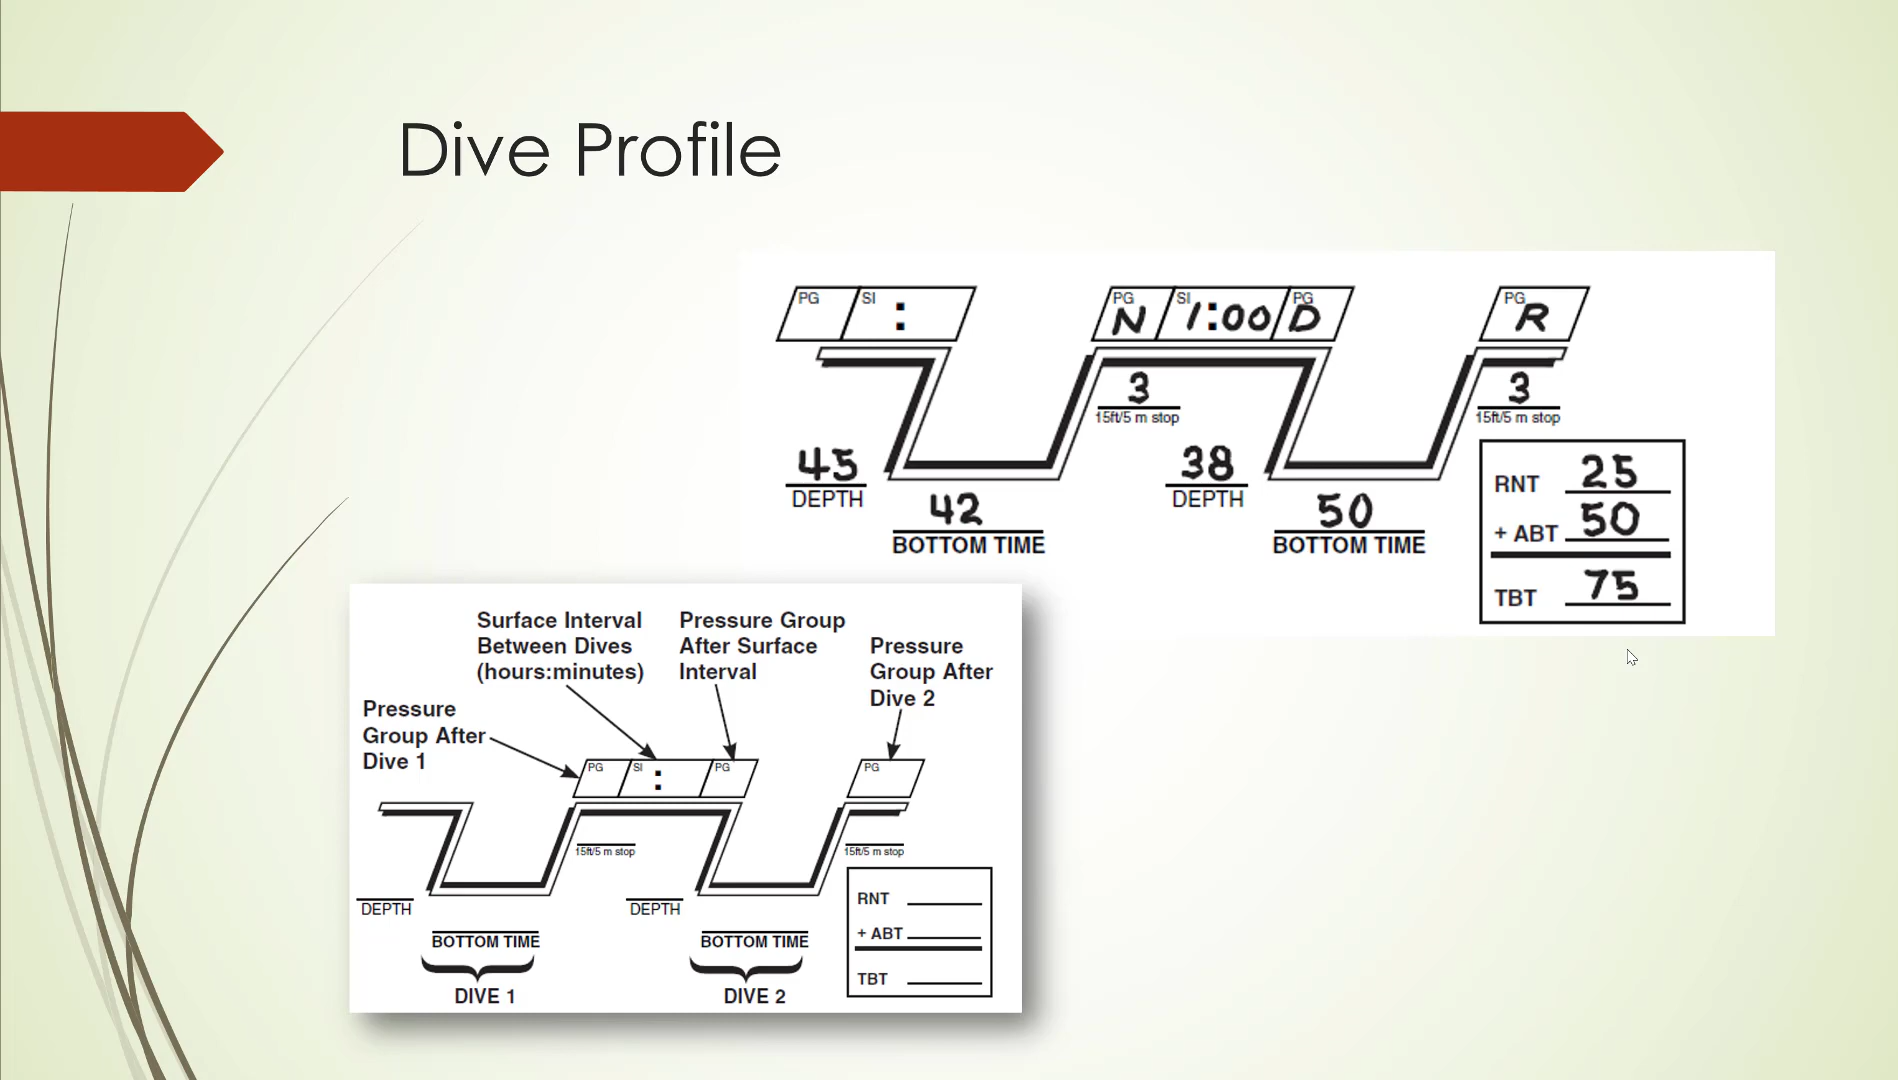 Dive Profile
PG SI : PG N SI 1:00 PG D PG R
3 3
15ft/5 m stop 15ft/5 m stop
45 38
DEPTH DEPTH
42 50
BOTTOM TIME BOTTOM TIME
RNT 25
+ ABT 50
TBT 75
Surface Interval
Between Dives
(hours:minutes)
Pressure Group
After Surface
Interval
Pressure
Group After
Dive 2
Pressure
Group After
Dive 1
PG SI : PG PG
15ft/5 m stop 15ft/5 m stop
DEPTH DEPTH
BOTTOM TIME BOTTOM TIME
DIVE 1 DIVE 2
RNT
+ ABT
TBT